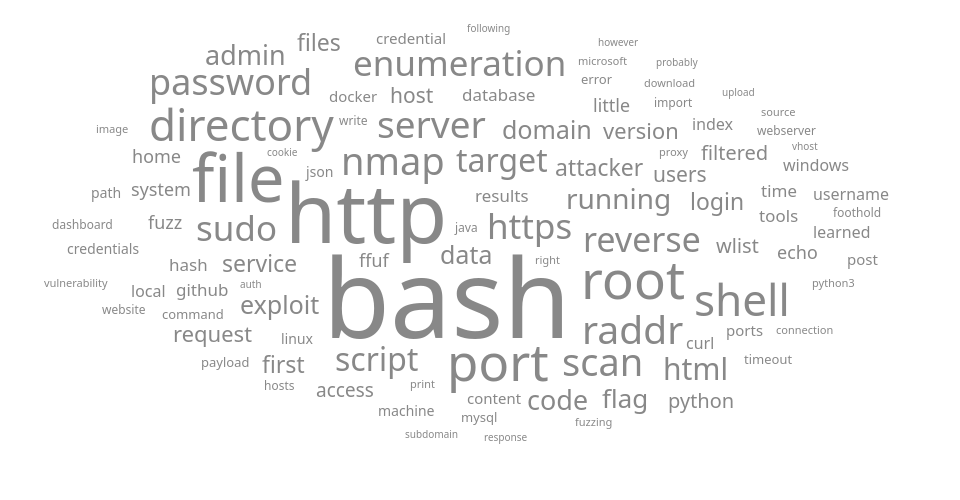 following
files
credential
however
admin
enumeration
microsoft
probably
password
error
download
docker
host
database
upload
little
import
directory
write
server
source
image
domain
version
index
webserver
home
cookie
nmap
target
attacker
proxy
filtered
vhost
file
json
users
windows
path
system
http
results
running
login
time
username
dashboard
fuzz
sudo
java
https
tools
foothold
credentials
reverse
wlist
learned
hash
service
ffuf
data
right
echo
post
vulnerability
local
github
auth
bash
root
shell
python3
website
command
exploit
request
linux
raddr
curl
ports
connection
payload
first
script
port
scan
html
timeout
hosts
access
print
content
code
flag
python
machine
mysql
fuzzing
subdomain
response